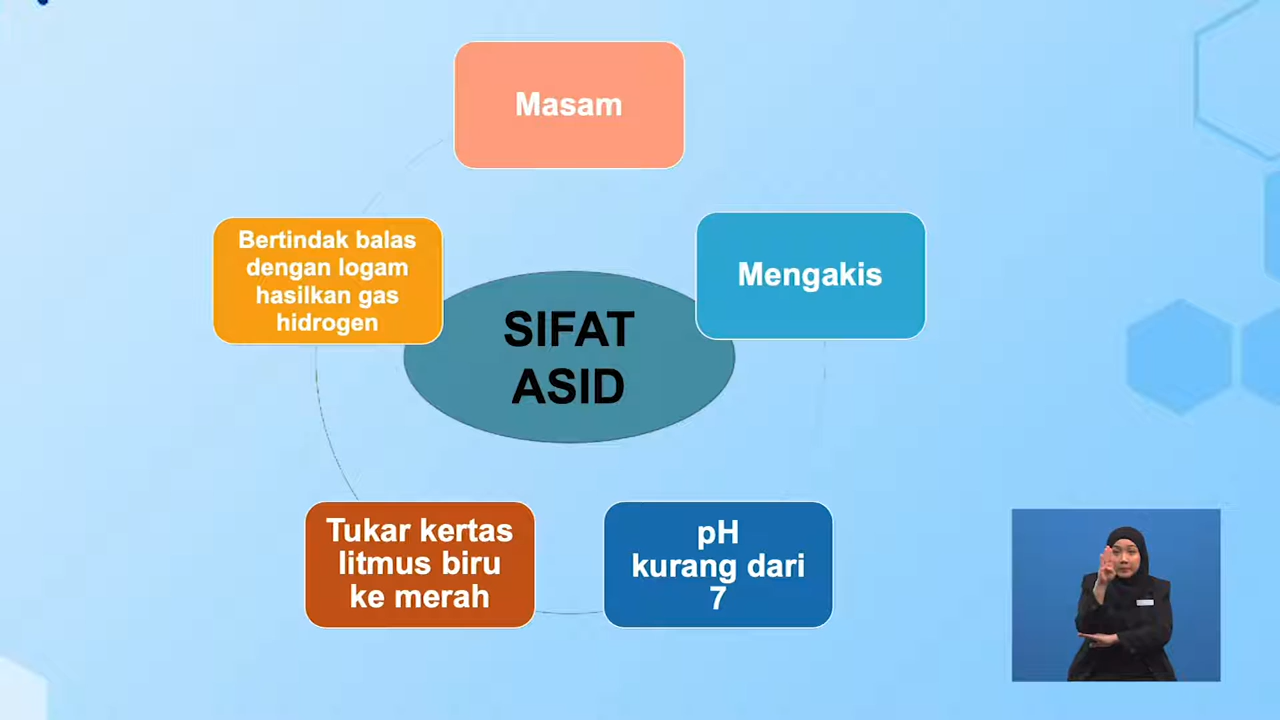 Masam
Bertindak balas
dengan logam
hasilkan gas
hidrogen
Mengakis
SIFAT
ASID
Tukar kertas
litmus biru
ke merah
pH
kurang dari
7